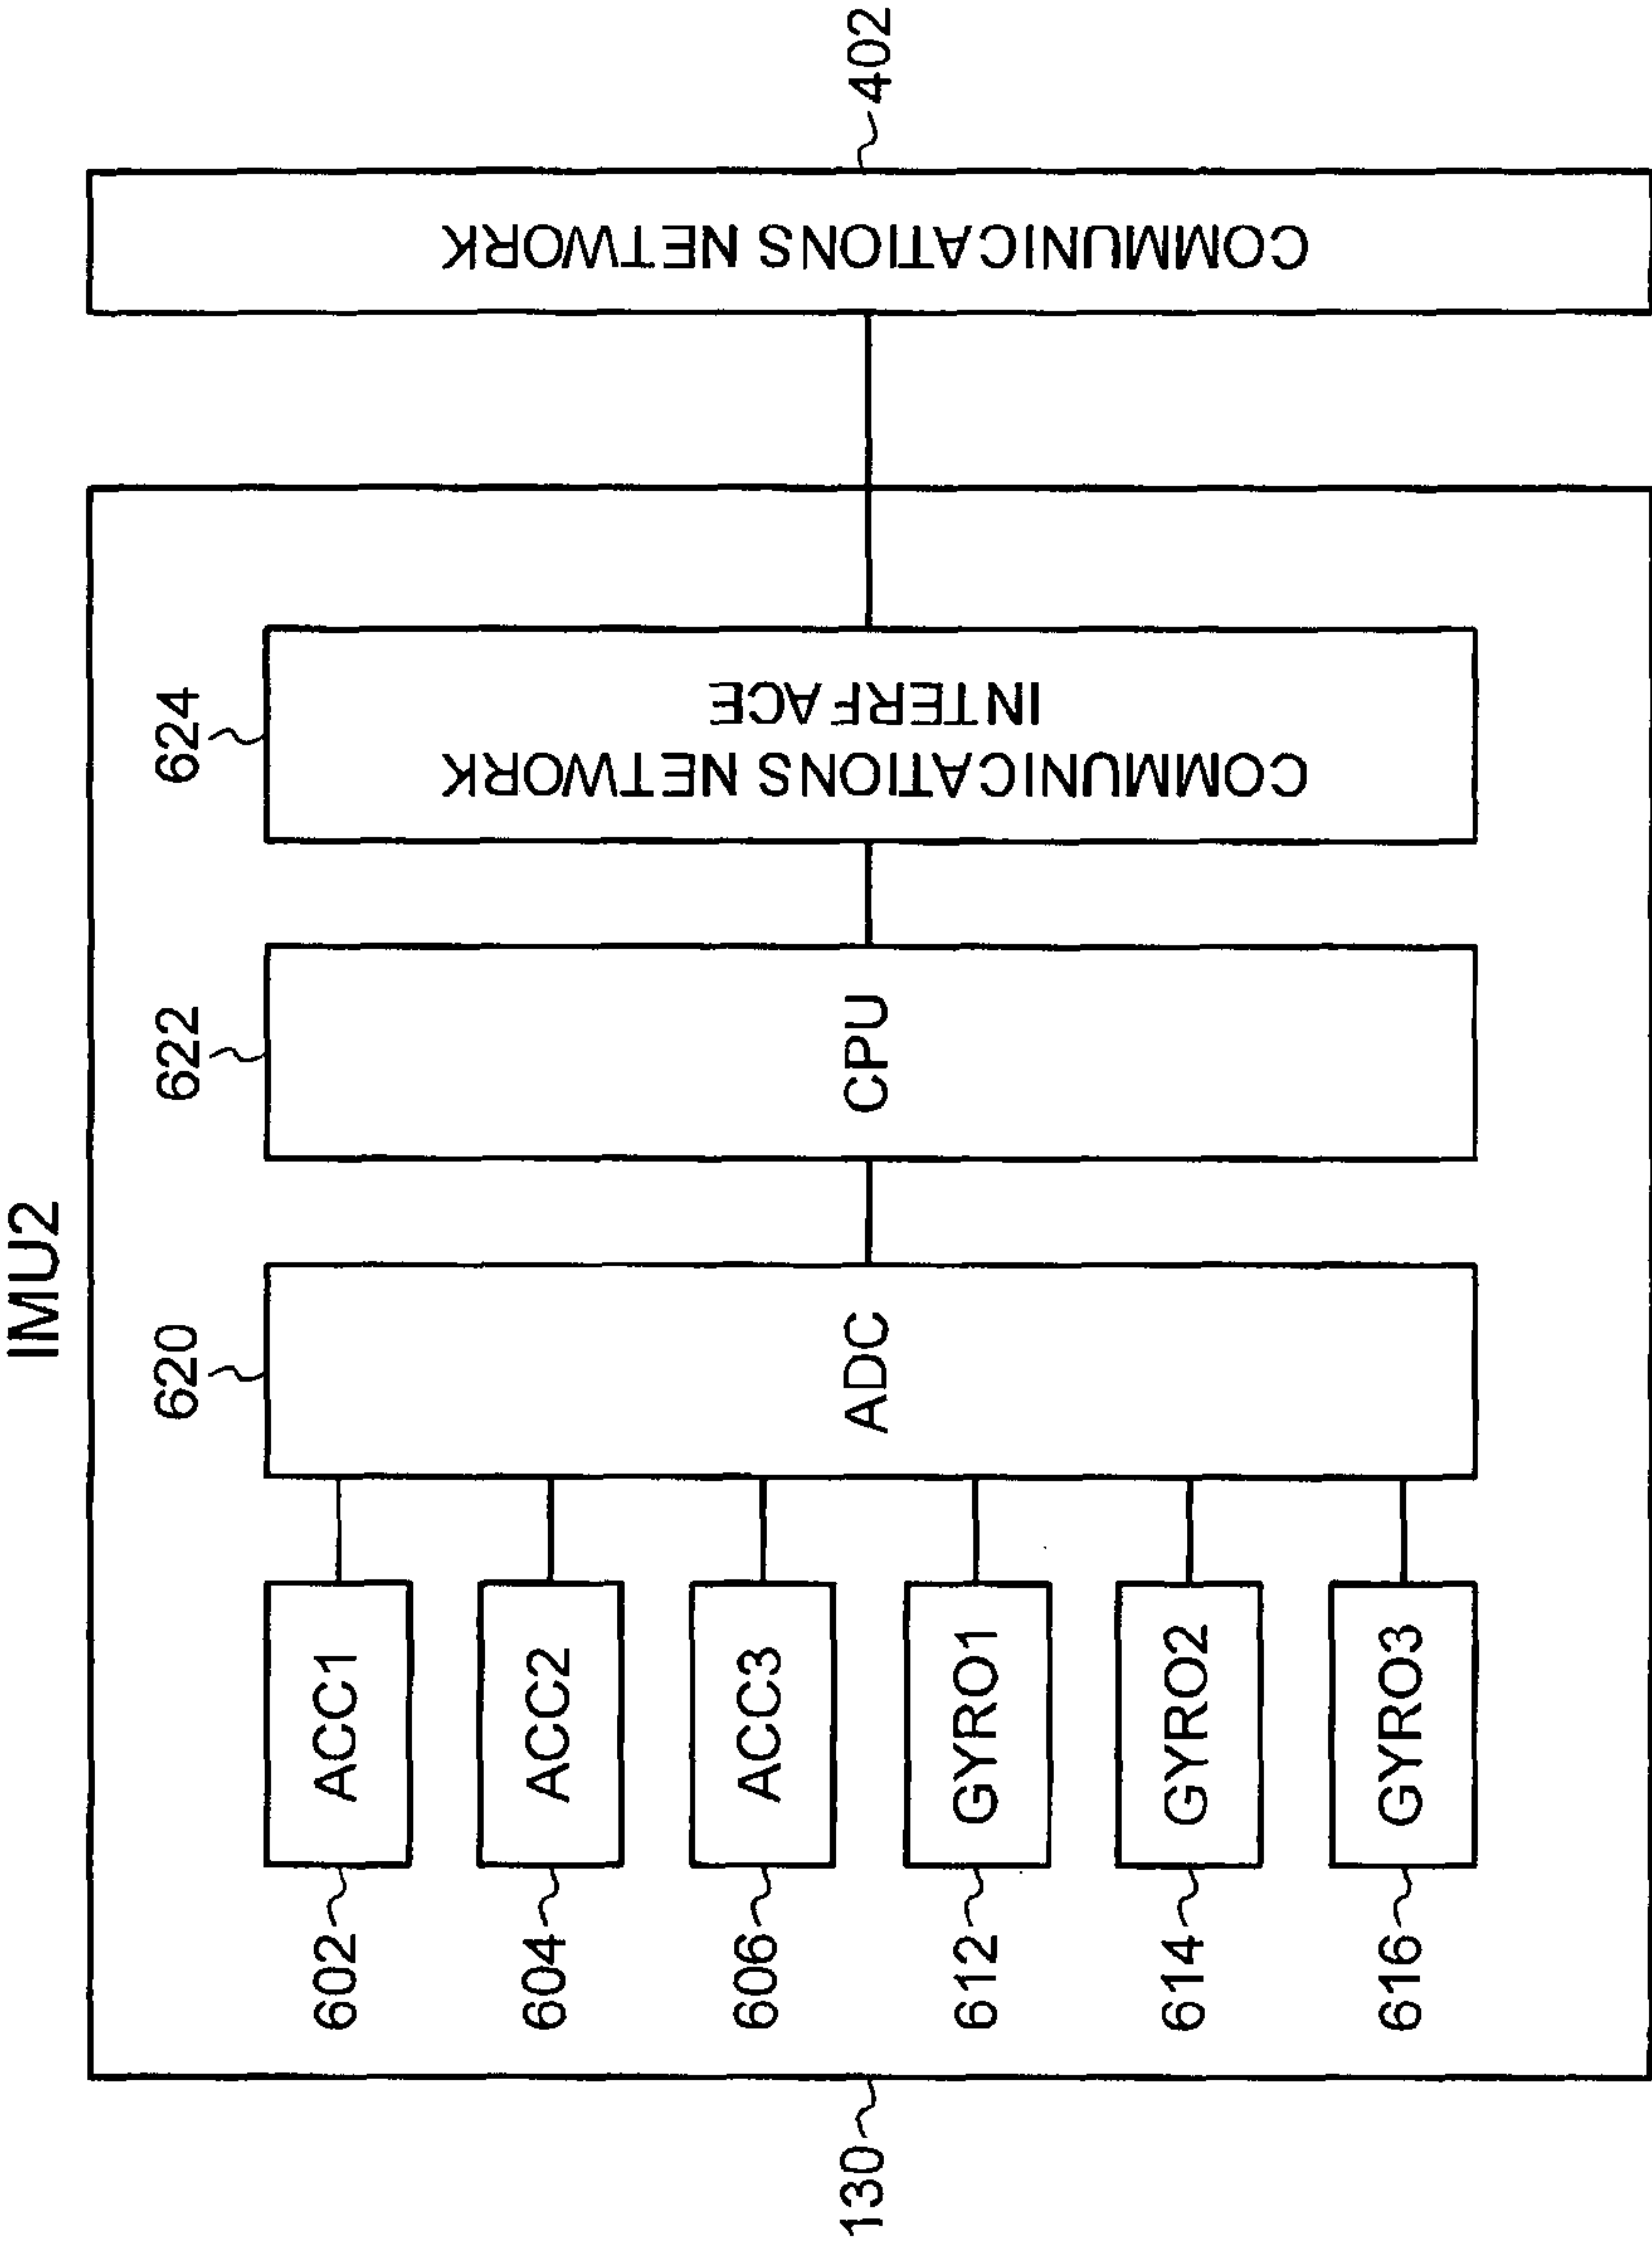 IMU2
620
622
624
602
ACC1
604
ACC2
606
ACC3
612
GYRO1
614
GYRO2
616
GYRO3
ADC
CPU
COMMUNICATIONS NETWORK
INTERFACE
COMMUNICATIONS NETWORK
130
402